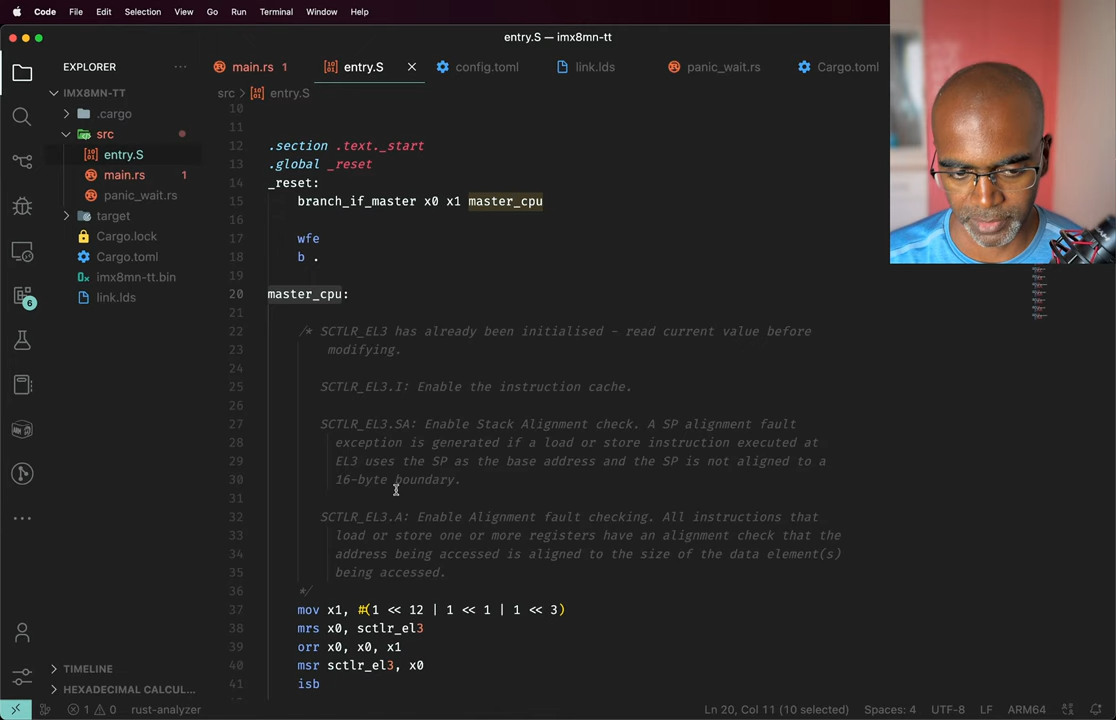 Code File Edit Selection View Go Run Terminal Window Help
entry.S — imx8mn-tt
EXPLORER
main.rs 1
entry.S
config.toml
link.lds
panic_wait.rs
Cargo.toml
src > entry.S
IMX8MN-TT
.cargo
src
entry.S
main.rs 1
panic_wait.rs
target
Cargo.lock
Cargo.toml
imx8mn-tt.bin
link.lds
6
TIMELINE
HEXADECIMAL CALCUL...
10
11
12 .section .text._start
13 .global _reset
14 _reset:
15 branch_if_master x0 x1 master_cpu
16
17 wfe
18 b .
19
20 master_cpu:
21
22 /* SCTLR_EL3 has already been initialised - read current value before
23 modifying.
24
25 SCTLR_EL3.I: Enable the instruction cache.
26
27 SCTLR_EL3.SA: Enable Stack Alignment check. A SP alignment fault
28 exception is generated if a load or store instruction executed at
29 EL3 uses the SP as the base address and the SP is not aligned to a
30 16-byte boundary.
31
32 SCTLR_EL3.A: Enable Alignment fault checking. All instructions that
33 load or store one or more registers have an alignment check that the
34 address being accessed is aligned to the size of the data element(s)
35 being accessed.
36 */
37 mov x1, #(1 << 12 | 1 << 1 | 1 << 3)
38 mrs x0, sctlr_el3
39 orr x0, x0, x1
40 msr sctlr_el3, x0
41 isb
1 0 rust-analyzer
Ln 20, Col 11 (10 selected) Spaces: 4 UTF-8 LF ARM64